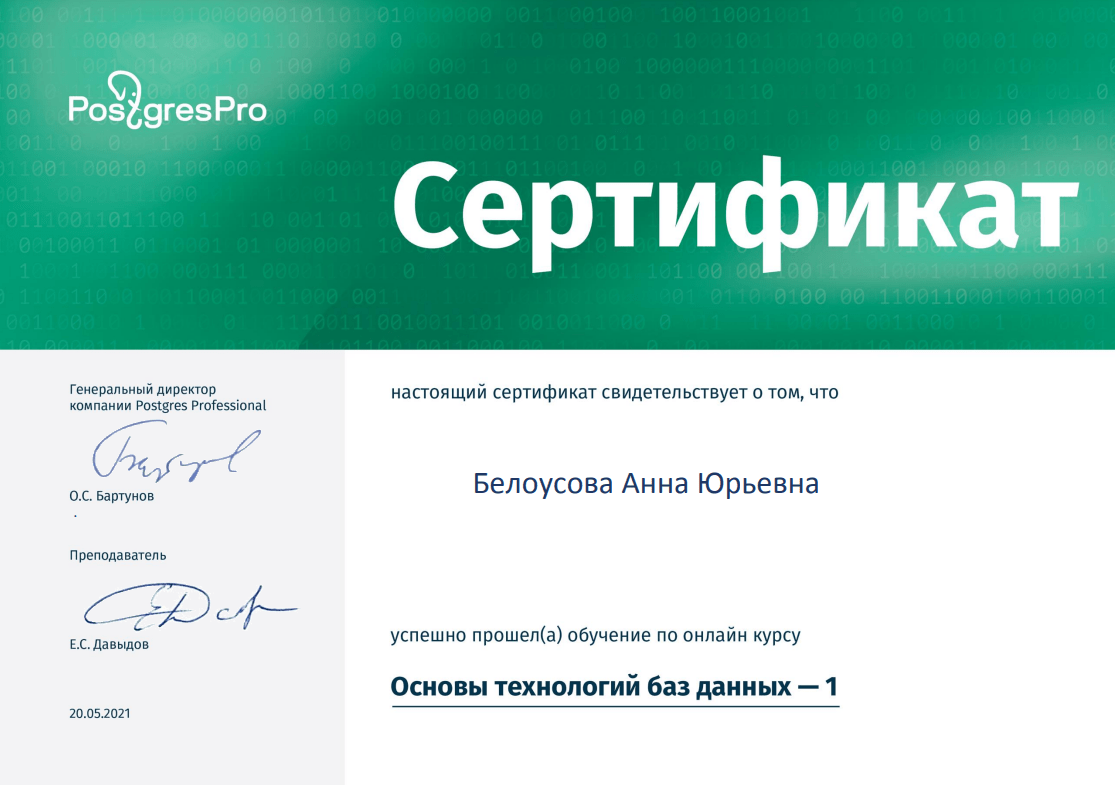 PostgresPro
Сертификат
Генеральный директор
компании Postgres Professional
О.С. Бартунов
Преподаватель
Е.С. Давыдов
20.05.2021
настоящий сертификат свидетельствует о том, что
Белоусова Анна Юрьевна
успешно прошел(а) обучение по онлайн курсу
Основы технологий баз данных — 1